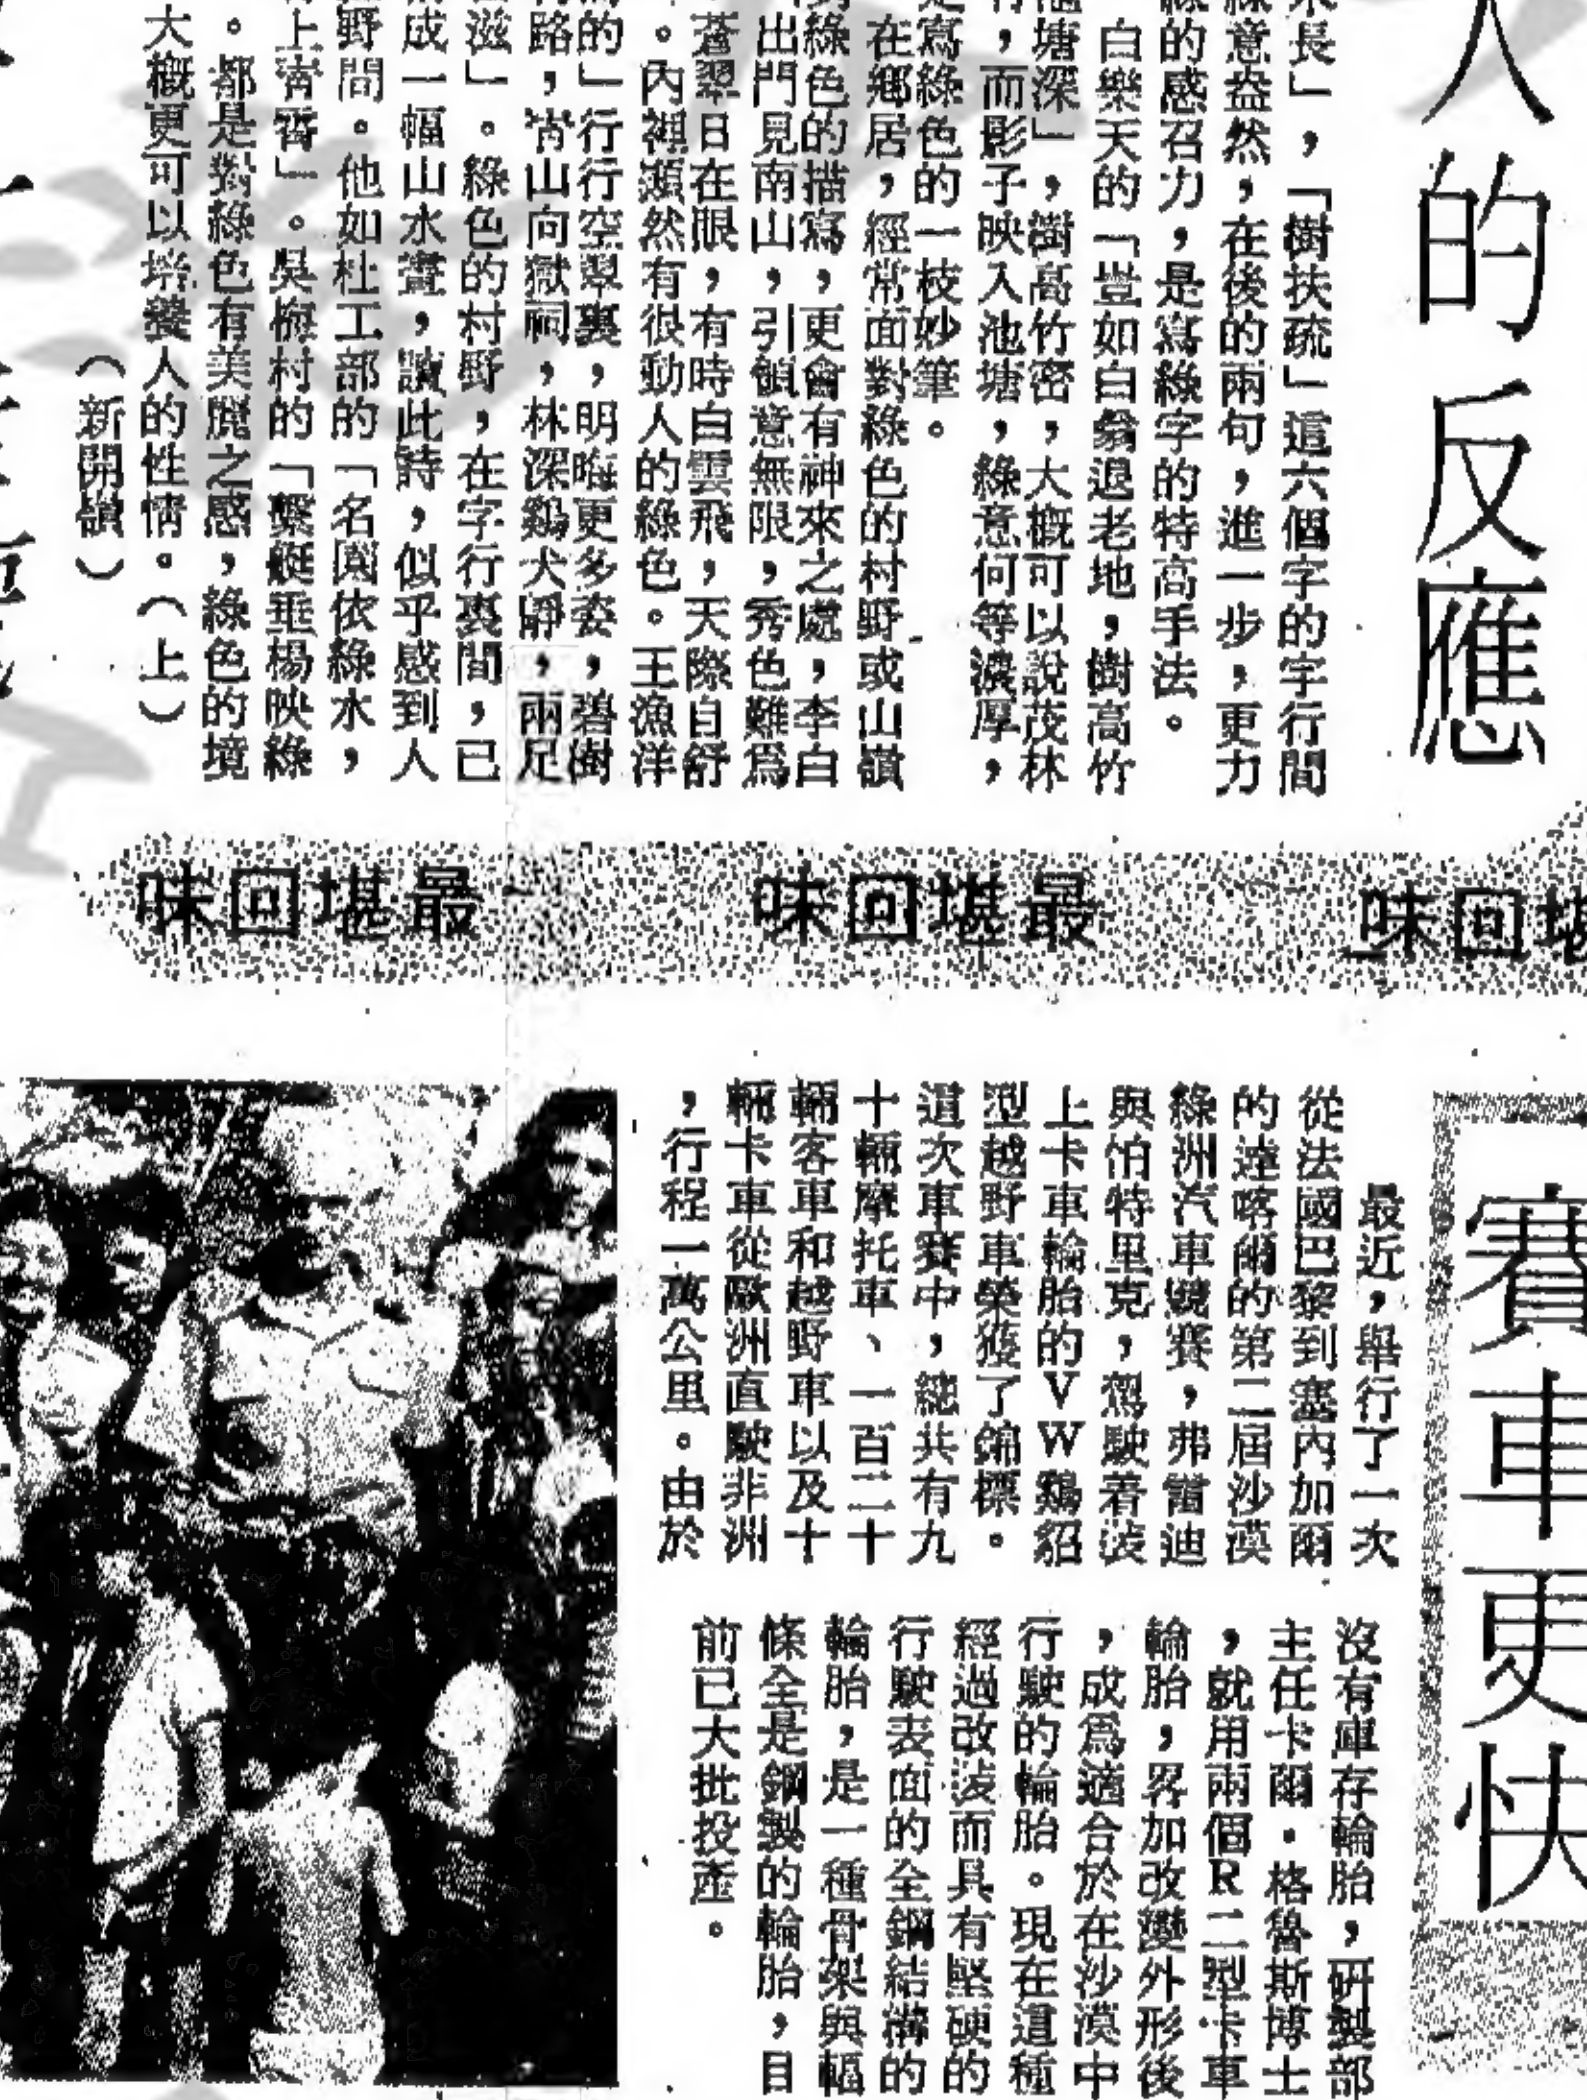 人的反應
長」，「樹扶疏」這六個字的字行間
綠意盎然，在後的兩句，進一步，更力
的感召力，是寫綠字的特高手法。
白樂天的「豈如白翁退老地，樹高竹
池塘深」，樹高竹密，大概可以說茂林
，而影子映入池塘，綠意何等濃厚，
寫綠色的一枝妙筆。
在鄉居，經常面對綠色的村野或山嶺
綠色的描寫，更會有神來之處，李白
出門見南山，引領意無限，秀色難為
蒼翠日在眼，有時白雲飛，天際自舒
。內裡瀕然有很動人的綠色。王漁洋
的」行行空翠裏，明晦更多姿，碧樹
路，嵩山向獄祠，林深鷄犬靜，兩足
滋」。綠色的村野，在字行裏間，已
成一幅山水畫，讀此詩，似乎感到人
野間。他如杜工部的「名園依綠水，
上青霄」。吳梅村的「繫艇垂楊映綠
。都是對綠色有美麗之感，綠色的境
大概更可以培養人的性情。（上）
（新開嶺）
味回堪最　味回堪最　味回堪
賽車更快
最近，舉行了一次
從法國巴黎到塞內加爾
的達喀爾的第二屆沙漠
綠洲汽車競賽，弗雷迪
與怕特里克，駕駛着裝
上卡車輪胎的VW鷄貂
型越野車榮獲了錦標。
這次車賽中，總共有九
十輛摩托車、一百二十
輛客車和越野車以及十
輛卡車從歐洲直駛非洲
，行程一萬公里。由於
沒有庫存輪胎，研製部
主任卡爾·格魯斯博士
，就用兩個R二型卡車
輪胎，畧加改變外形後
，成為適合於在沙漠中
行駛的輪胎。現在這種
經過改裝而具有堅硬的
行駛表面的全鋼結構的
輪胎，是一種骨架與幅
條全是鋼製的輪胎，目
前已大批投產。